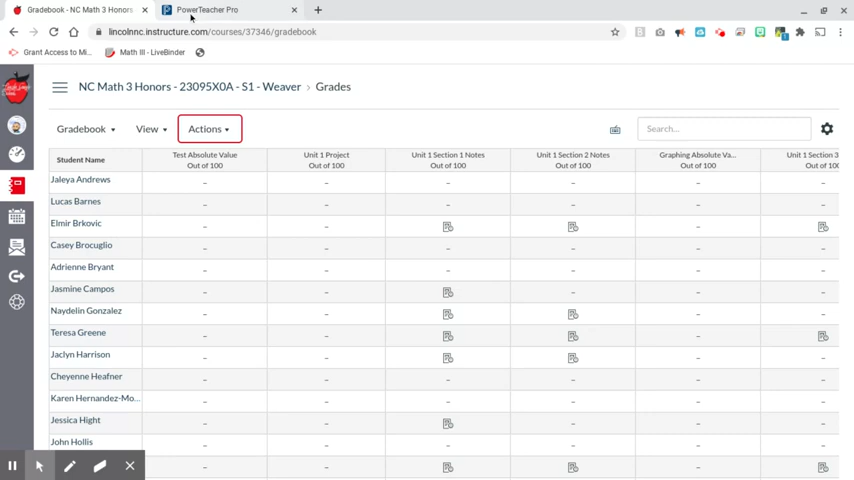 Gradebook - NC Math 3 Honors
PowerTeacher Pro
lincolnnc.instructure.com/courses/37346/gradebook
Grant Access to Mi...
Math III - LiveBinder
NC Math 3 Honors - 23095X0A - S1 - Weaver › Grades
Gradebook View Actions Search...
Student Name Test Absolute Value Unit 1 Project Unit 1 Section 1 Notes Unit 1 Section 2 Notes Graphing Absolute Va... Unit 1 Section 3
Out of 100 Out of 100 Out of 100 Out of 100 Out of 100 Out of 100
Jaleya Andrews – – – – – –
Lucas Barnes – – – – – –
Elmir Brkovic – – –
Casey Brocuglio – – – – – –
Adrienne Bryant – – – – – –
Jasmine Campos – – – – –
Naydelin Gonzalez – – – –
Teresa Greene – – –
Jaclyn Harrison – – – –
Cheyenne Heafner – – – – – –
Karen Hernandez-Mo... – – – – – –
Jessica Hight – – – – –
John Hollis – – – – – –
– – –